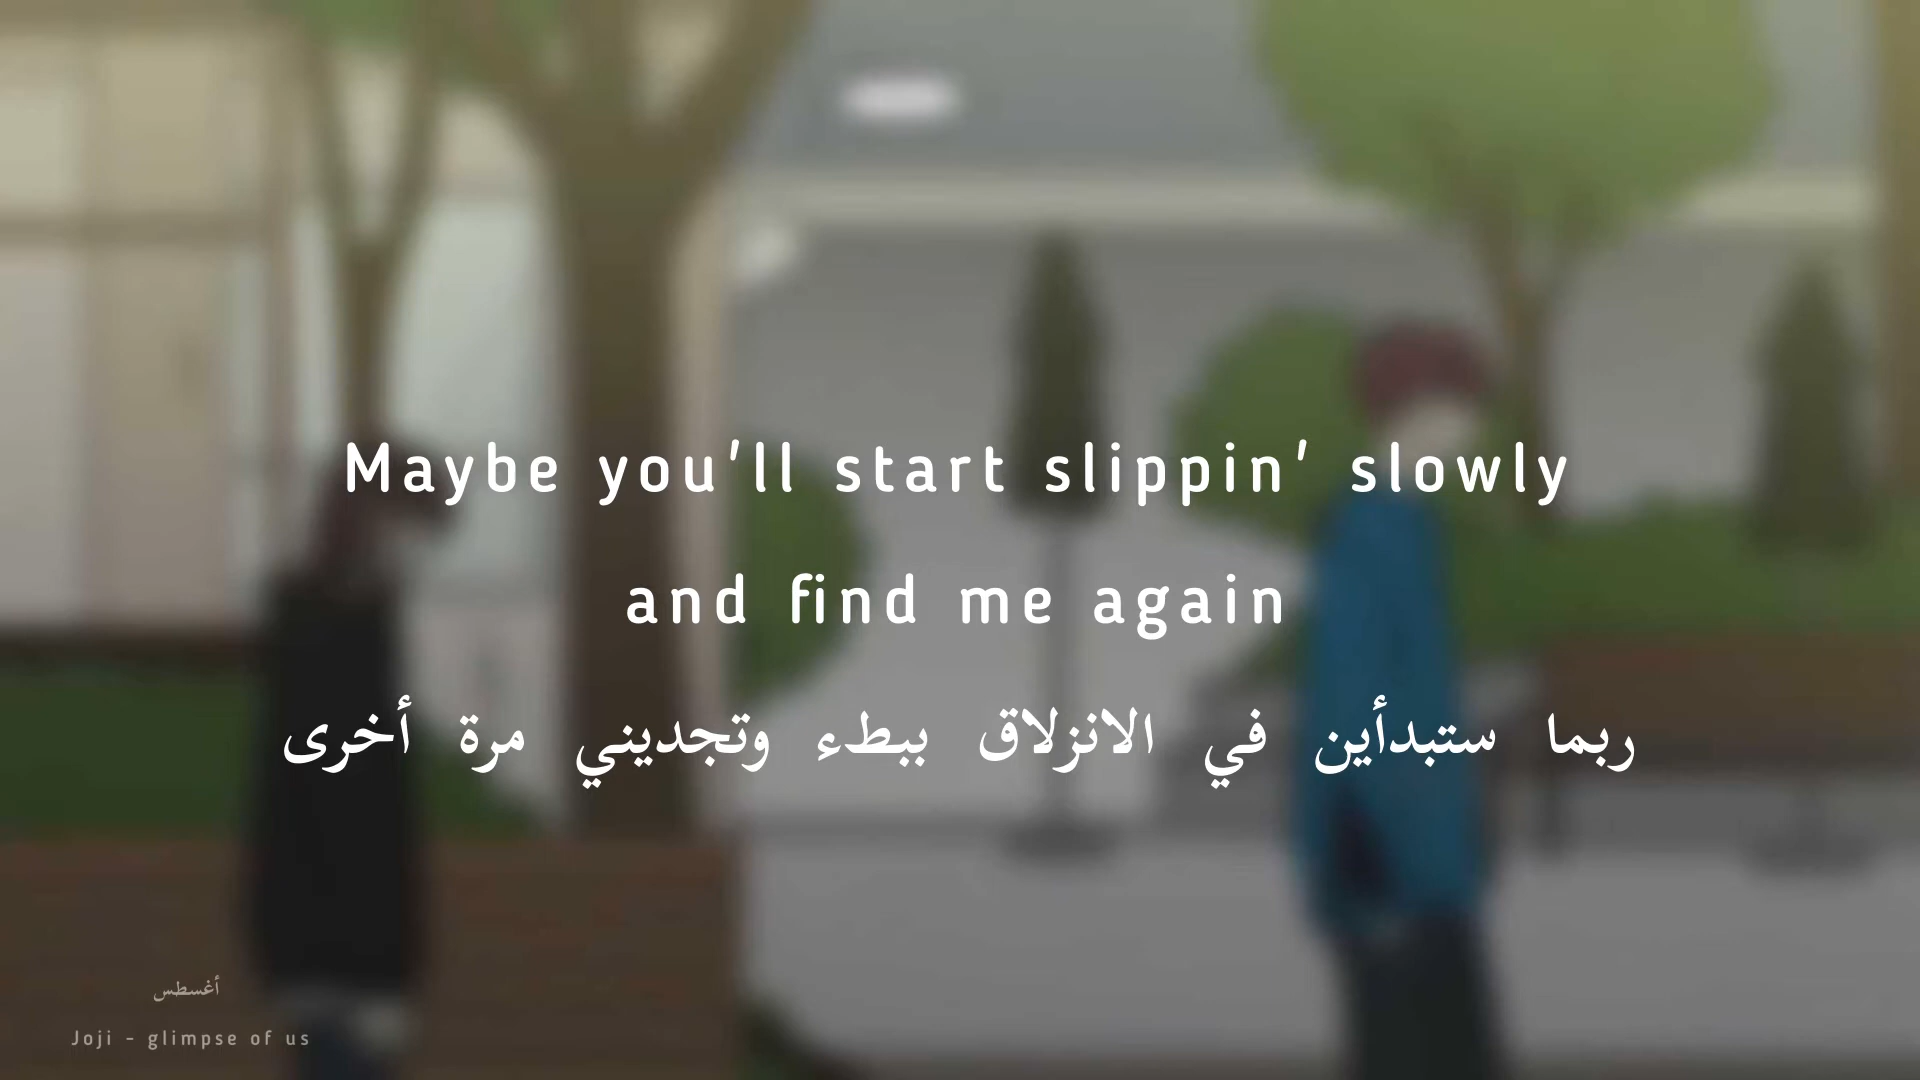 Maybe you'll start slippin' slowly
and find me again
ربما ستبدأين في الانزلاق ببطء وتجديني مرة أخرى
أغسطس
Joji - glimpse of us